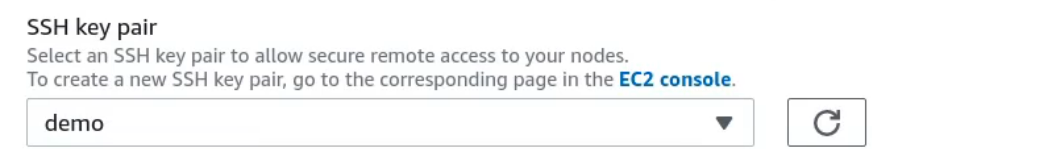 SSH key pair
Select an SSH key pair to allow secure remote access to your nodes.
To create a new SSH key pair, go to the corresponding page in the EC2 console.
demo